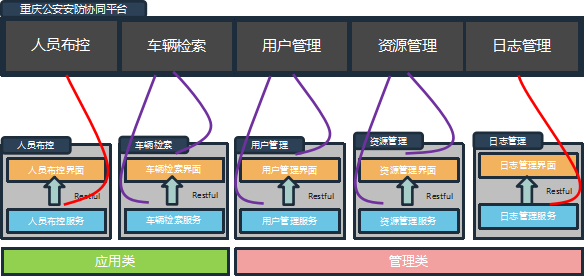 重庆公安安防协同平台
人员布控 车辆检索 用户管理 资源管理 日志管理
人员布控 车辆检索 用户管理 资源管理 日志管理
人员布控界面 车辆检索界面 用户管理界面 资源管理界面 日志管理界面
Restful Restful Restful Restful Restful
人员布控服务 车辆检索服务 用户管理服务 资源管理服务 日志管理服务
应用类 管理类